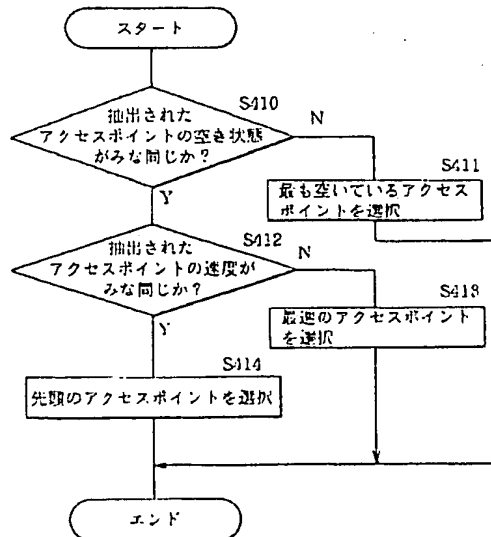 スタート
S410
抽出された
アクセスポイントの空き状態
がみな同じか?
N
Y
S411
最も空いているアクセス
ポイントを選択
S412
抽出された
アクセスポイントの速度が
みな同じか?
N
Y
S413
最速のアクセスポイント
を選択
S414
先頭のアクセスポイントを選択
エンド